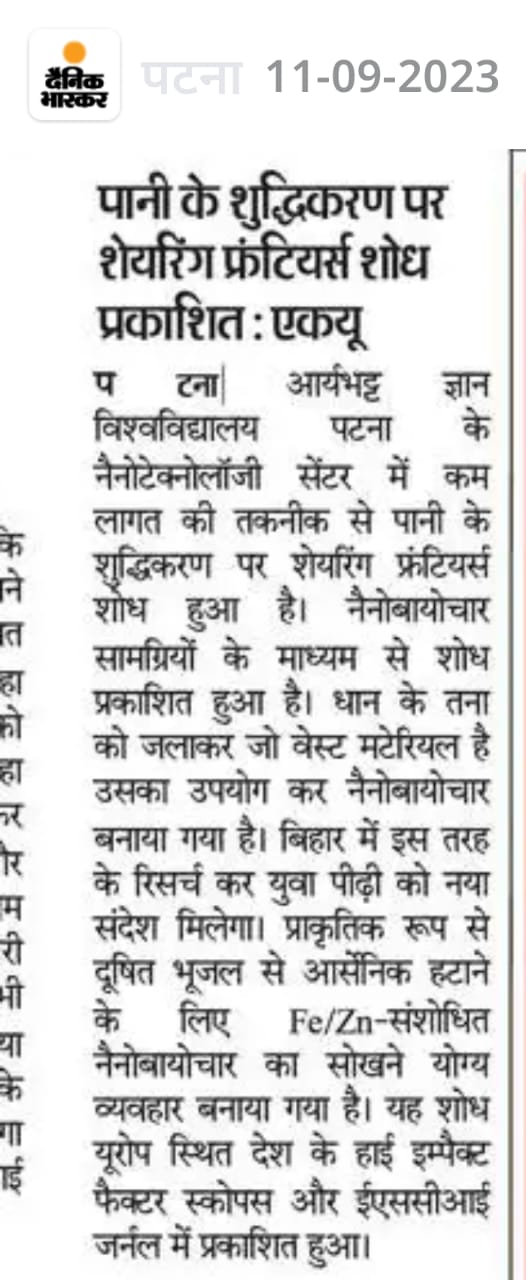 दैनिक
भास्कर
पटना 11-09-2023
पानी के शुद्धिकरण पर
शेयरिंग फ्रंटियर्स शोध
प्रकाशित : एकयू
प टना| आर्यभट्ट ज्ञान
विश्वविद्यालय पटना के
नैनोटेक्नोलॉजी सेंटर में कम
लागत की तकनीक से पानी के
शुद्धिकरण पर शेयरिंग फ्रंटियर्स
शोध हुआ है। नैनोबायोचार
सामग्रियों के माध्यम से शोध
प्रकाशित हुआ है। धान के तना
को जलाकर जो वेस्ट मटेरियल है
उसका उपयोग कर नैनोबायोचार
बनाया गया है। बिहार में इस तरह
के रिसर्च कर युवा पीढ़ी को नया
संदेश मिलेगा। प्राकृतिक रूप से
दूषित भूजल से आर्सेनिक हटाने
के लिए Fe/Zn-संशोधित
नैनोबायोचार का सोखने योग्य
व्यवहार बनाया गया है। यह शोध
यूरोप स्थित देश के हाई इम्पैक्ट
फैक्टर स्कोपस और ईएससीआई
जर्नल में प्रकाशित हुआ।